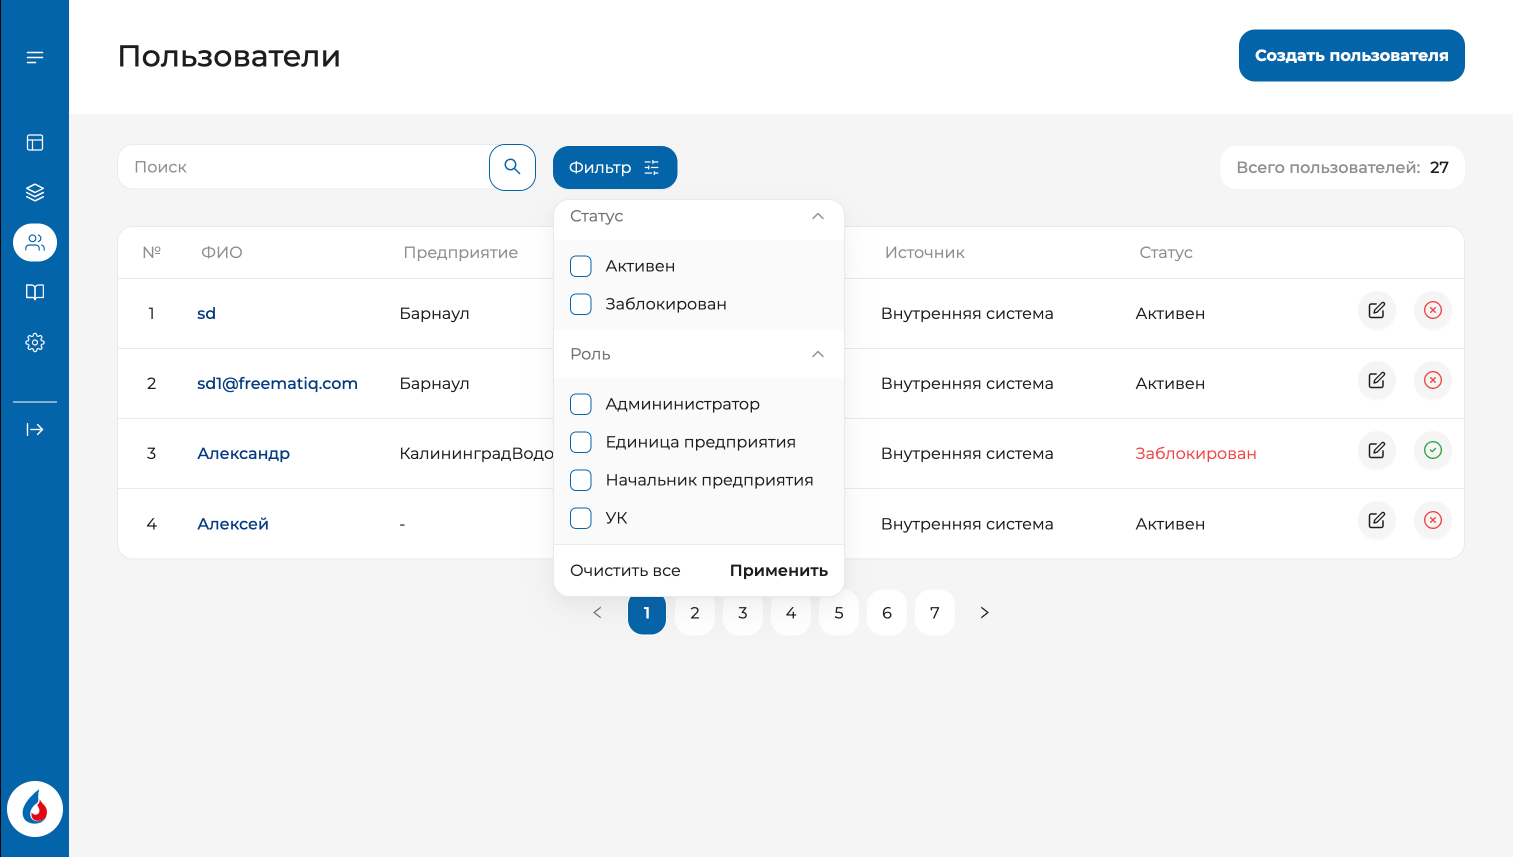 Пользователи
Создать пользователя
Поиск
Фильтр
Всего пользователей: 27
№ ФИО Предприятие Источник Статус
1 sd Барнаул Внутренняя система Активен
2 sd1@freematiq.com Барнаул Внутренняя система Активен
3 Александр КалининградВодо Внутренняя система Заблокирован
4 Алексей - Внутренняя система Активен
Статус
Активен
Заблокирован
Роль
Админинистратор
Единица предприятия
Начальник предприятия
УК
Очистить все Применить
< 1 2 3 4 5 6 7 >